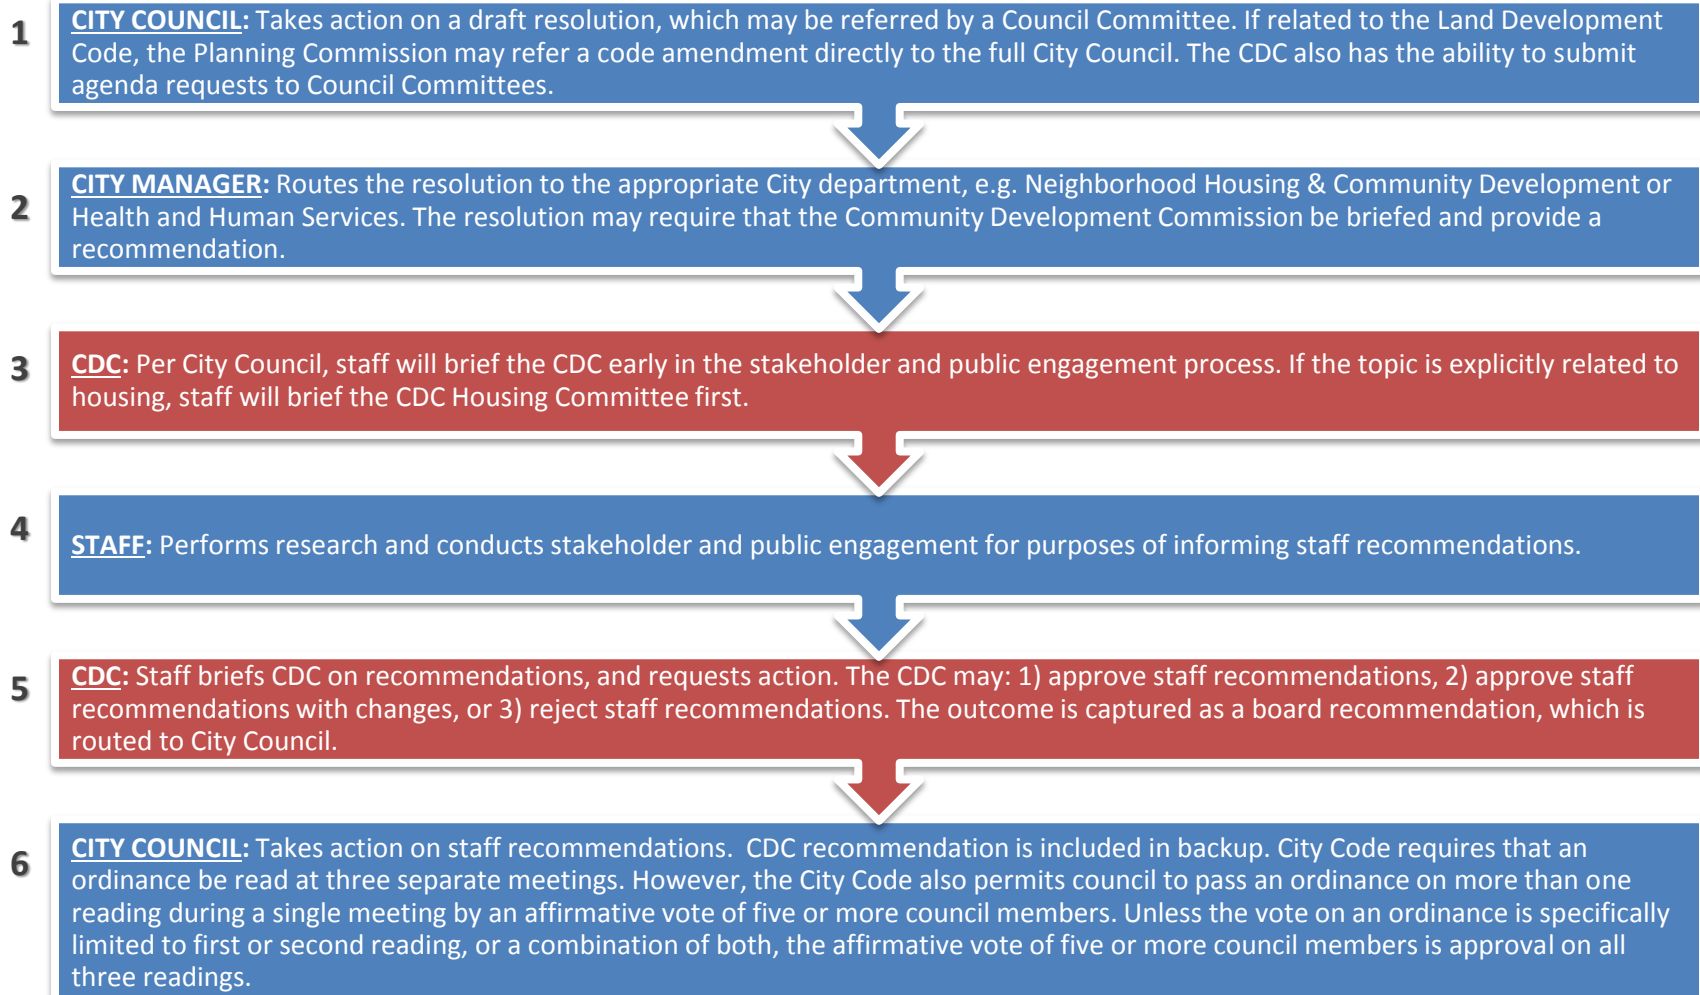 1
CITY COUNCIL: Takes action on a draft resolution, which may be referred by a Council Committee. If related to the Land Development
Code, the Planning Commission may refer a code amendment directly to the full City Council. The CDC also has the ability to submit
agenda requests to Council Committees.
2
CITY MANAGER: Routes the resolution to the appropriate City department, e.g. Neighborhood Housing & Community Development or
Health and Human Services. The resolution may require that the Community Development Commission be briefed and provide a
recommendation.
3
CDC: Per City Council, staff will brief the CDC early in the stakeholder and public engagement process. If the topic is explicitly related to
housing, staff will brief the CDC Housing Committee first.
4
STAFF: Performs research and conducts stakeholder and public engagement for purposes of informing staff recommendations.
5
CDC: Staff briefs CDC on recommendations, and requests action. The CDC may: 1) approve staff recommendations, 2) approve staff
recommendations with changes, or 3) reject staff recommendations. The outcome is captured as a board recommendation, which is
routed to City Council.
6
CITY COUNCIL: Takes action on staff recommendations.  CDC recommendation is included in backup. City Code requires that an
ordinance be read at three separate meetings. However, the City Code also permits council to pass an ordinance on more than one
reading during a single meeting by an affirmative vote of five or more council members. Unless the vote on an ordinance is specifically
limited to first or second reading, or a combination of both, the affirmative vote of five or more council members is approval on all
three readings.